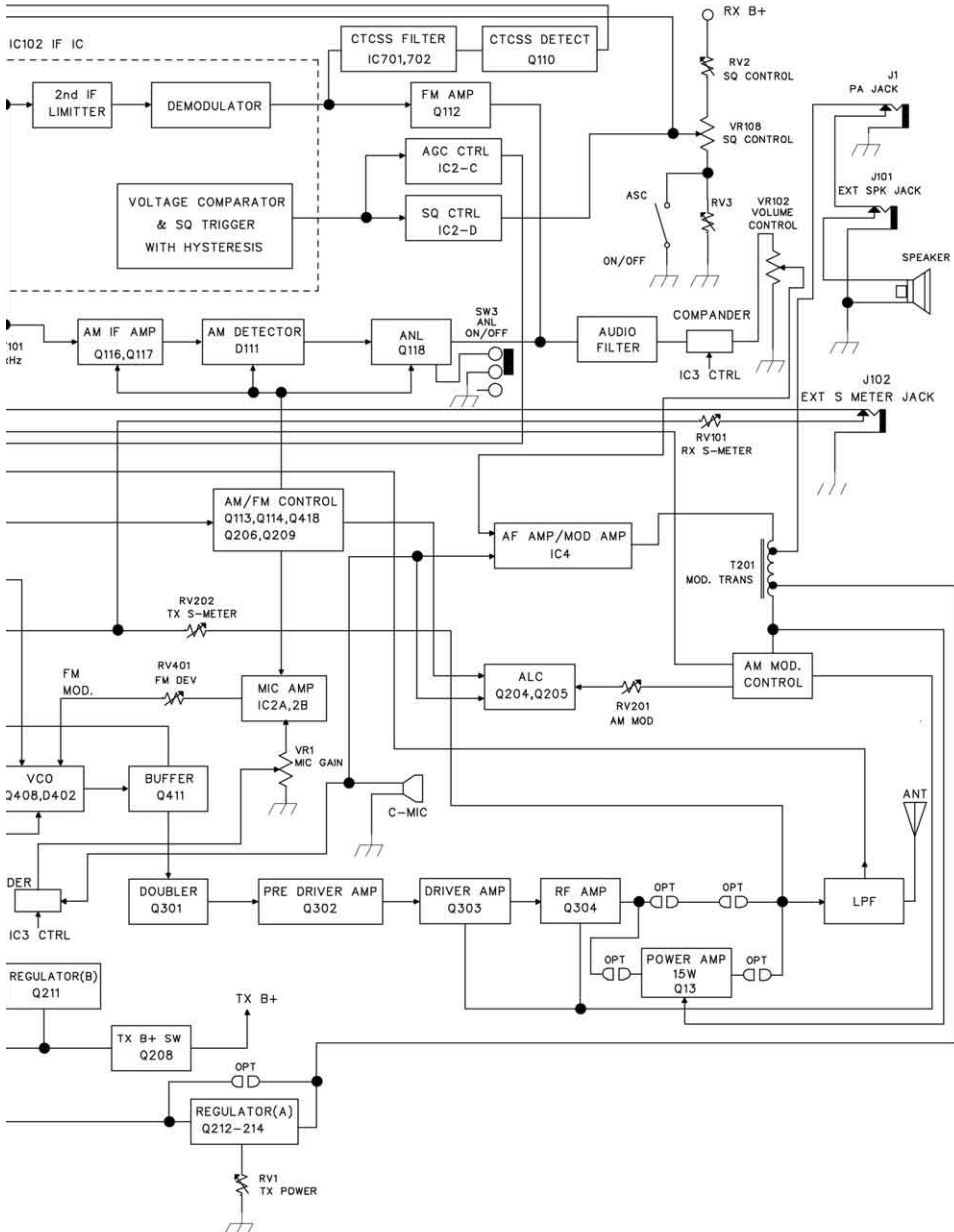 RX B+
IC102 IF IC
CTCSS FILTER
IC701,702
CTCSS DETECT
Q110
RV2
SQ CONTROL
J1
PA JACK
2nd IF
LIMITTER
DEMODULATOR
FM AMP
Q112
VR108
SQ CONTROL
AGC CTRL
IC2-C
J101
EXT SPK JACK
VOLTAGE COMPARATOR
& SQ TRIGGER
WITH HYSTERESIS
SQ CTRL
IC2-D
ASC
ON/OFF
RV3
VR102
VOLUME
CONTROL
SPEAKER
AM IF AMP
Q116,Q117
AM DETECTOR
D111
ANL
Q118
SW3
ANL
ON/OFF
AUDIO
FILTER
COMPANDER
IC3 CTRL
101
Hz
J102
EXT S METER JACK
RV101
RX S-METER
AM/FM CONTROL
Q113,Q114,Q418
Q206,Q209
AF AMP/MOD AMP
IC4
T201
MOD. TRANS
RV202
TX S-METER
FM
MOD.
RV401
FM DEV
MIC AMP
IC2A,2B
ALC
Q204,Q205
RV201
AM MOD
AM MOD.
CONTROL
VCO
Q408,D402
BUFFER
Q411
VR1
MIC GAIN
C-MIC
ANT
DER
IC3 CTRL
DOUBLER
Q301
PRE DRIVER AMP
Q302
DRIVER AMP
Q303
RF AMP
Q304
OPT
OPT
LPF
OPT
POWER AMP
15W
Q13
OPT
REGULATOR(B)
Q211
TX B+ SW
Q208
TX B+
OPT
REGULATOR(A)
Q212-214
RV1
TX POWER